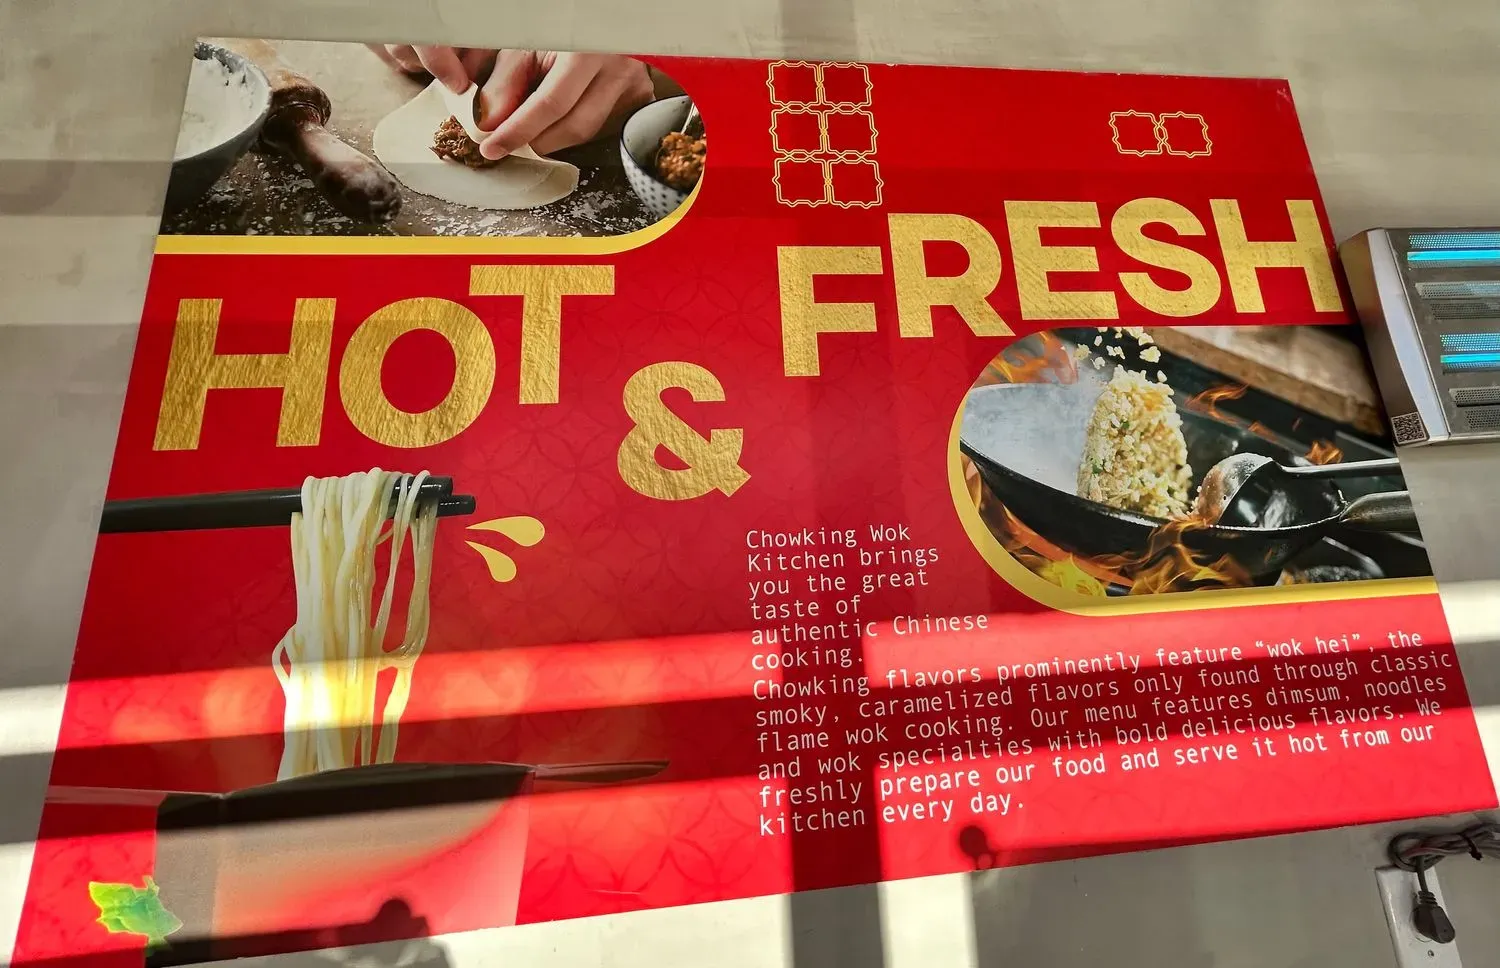 HOT
&
FRESH
Chowking Wok
Kitchen brings
you the great
taste of
authentic Chinese
cooking.
Chowking flavors prominently feature “wok hei”, the
smoky, caramelized flavors only found through classic
flame wok cooking. Our menu features dimsum, noodles
and wok specialties with bold delicious flavors. We
freshly prepare our food and serve it hot from our
kitchen every day.